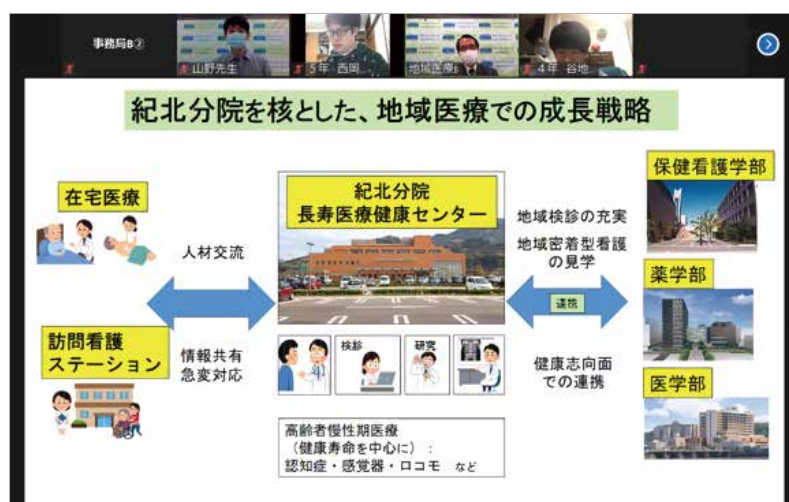 事務局B②
山野先生
5年 西岡
地域医療
4年 谷地
紀北分院を核とした、地域医療での成長戦略
在宅医療
人材交流
訪問看護
ステーション
情報共有
急変対応
紀北分院
長寿医療健康センター
検診
研究
高齢者慢性期医療
(健康寿命を中心に):
認知症・感覚器・ロコモ など
地域検診の充実
地域密着型看護
の見学
連携
健康志向面
での連携
保健看護学部
薬学部
医学部